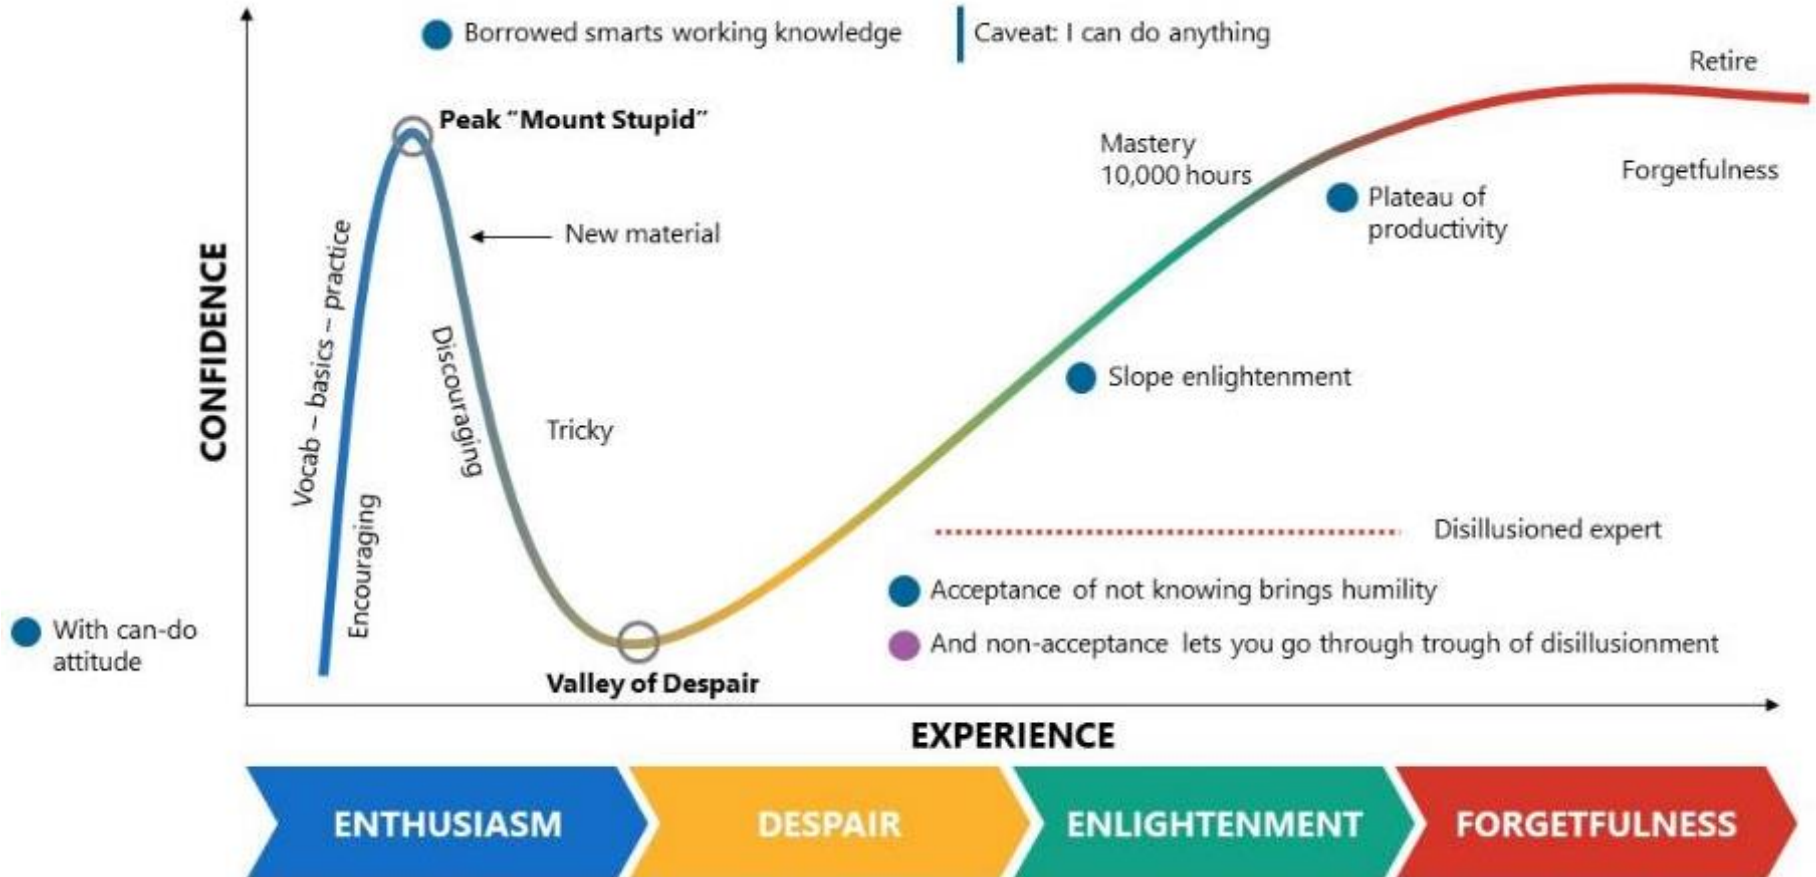 Borrowed smarts working knowledge
Caveat: I can do anything
Retire
Peak “Mount Stupid”
Mastery
10,000 hours
Forgetfulness
Plateau of
productivity
New material
Vocab – basics – practice
CONFIDENCE
Discouraging
Slope enlightenment
Tricky
Encouraging
Disillusioned expert
Acceptance of not knowing brings humility
With can-do
attitude
And non-acceptance lets you go through trough of disillusionment
Valley of Despair
EXPERIENCE
ENTHUSIASM
DESPAIR
ENLIGHTENMENT
FORGETFULNESS